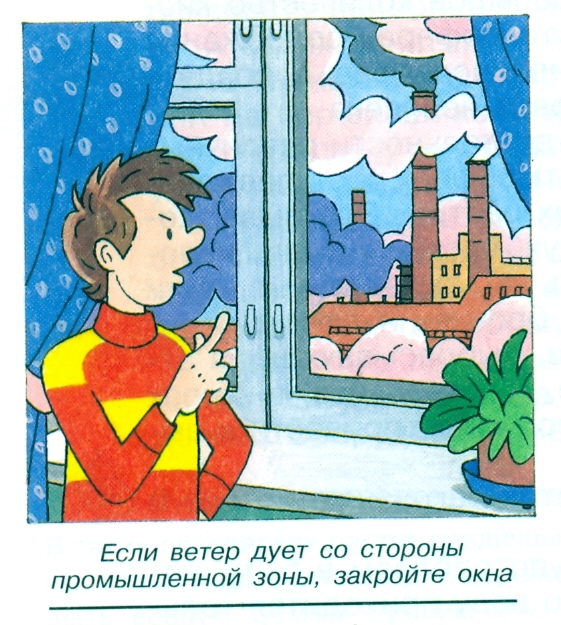 Если ветер дует со стороны
промышленной зоны, закройте окна